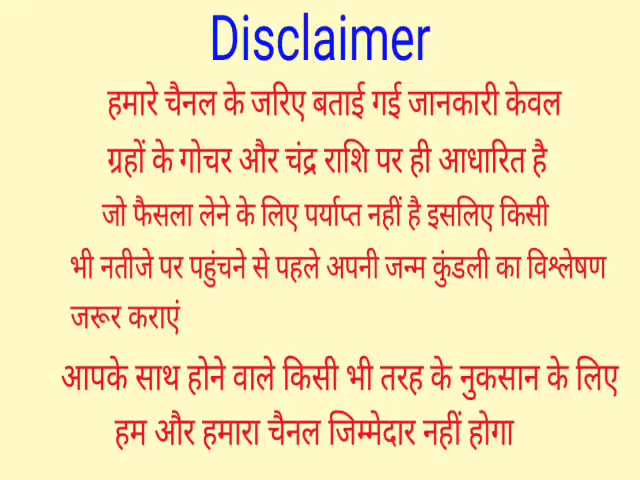 Disclaimer
हमारे चैनल के जरिए बताई गई जानकारी केवल
ग्रहों के गोचर और चंद्र राशि पर ही आधारित है
जो फैसला लेने के लिए पर्याप्त नहीं है इसलिए किसी
भी नतीजे पर पहुंचने से पहले अपनी जन्म कुंडली का विश्लेषण
जरूर कराएं
आपके साथ होने वाले किसी भी तरह के नुकसान के लिए
हम और हमारा चैनल जिम्मेदार नहीं होगा